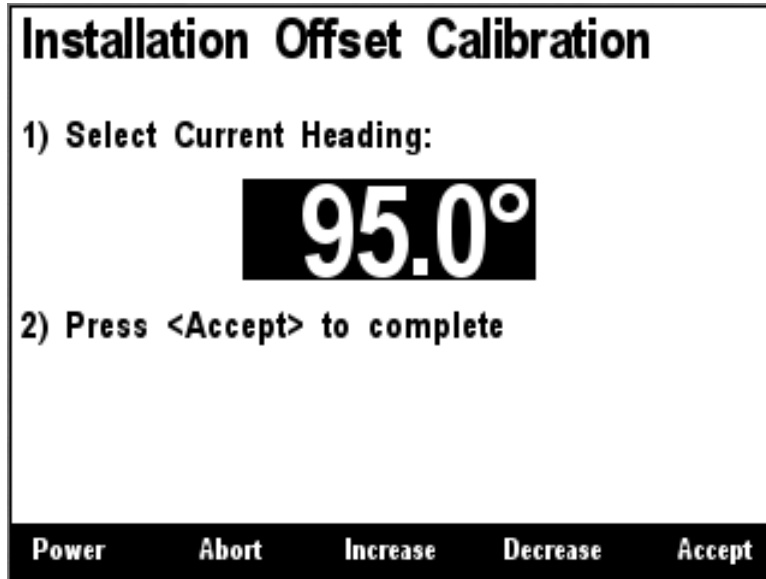 Installation Offset Calibration
1) Select Current Heading:
95.0°
2) Press <Accept> to complete
Power Abort Increase Decrease Accept